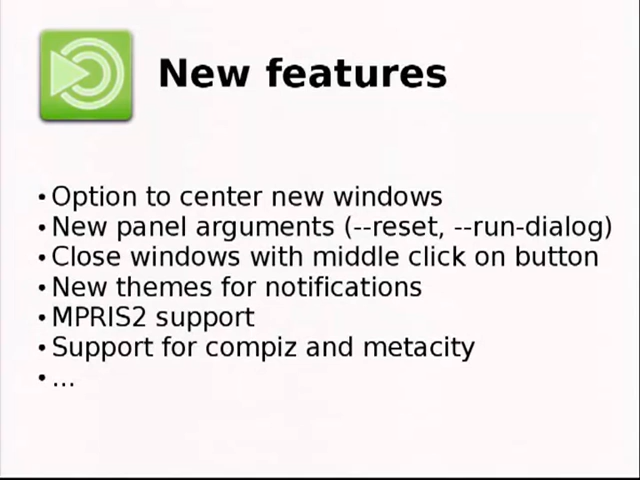 New features
• Option to center new windows
• New panel arguments (--reset, --run-dialog)
• Close windows with middle click on button
• New themes for notifications
• MPRIS2 support
• Support for compiz and metacity
• ...